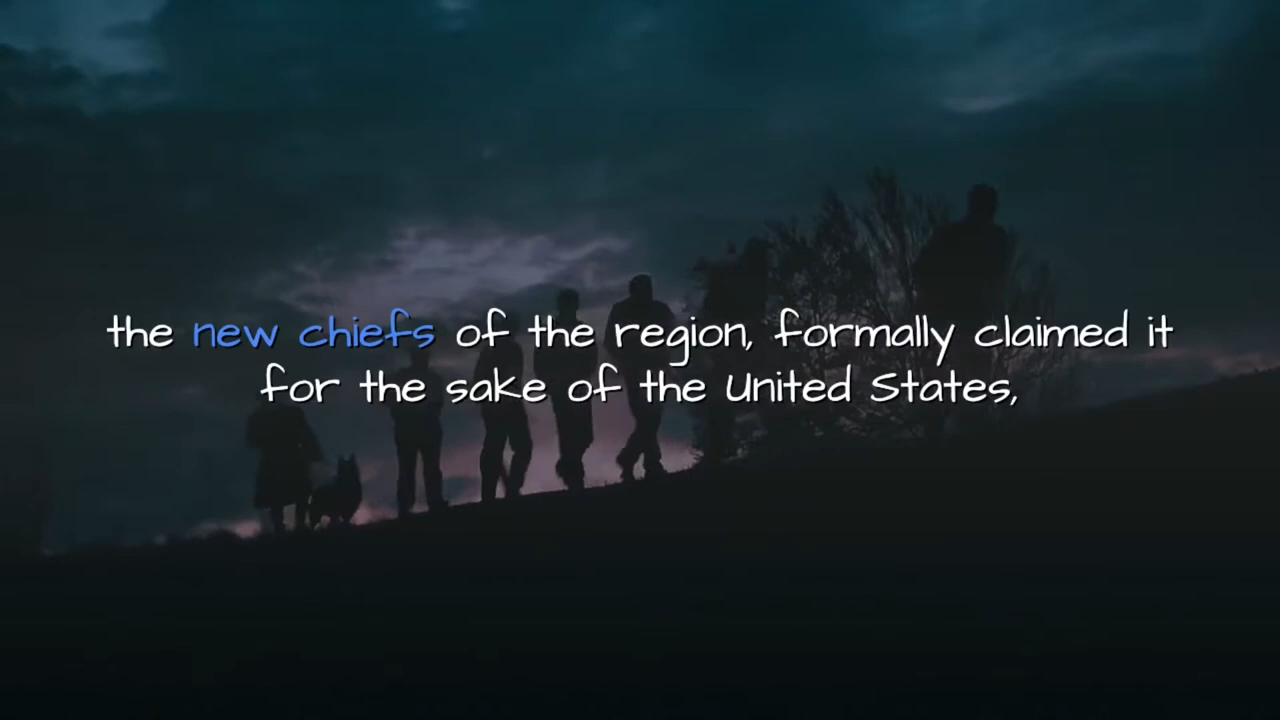 the new chiefs of the region, formally claimed it
for the sake of the United States,